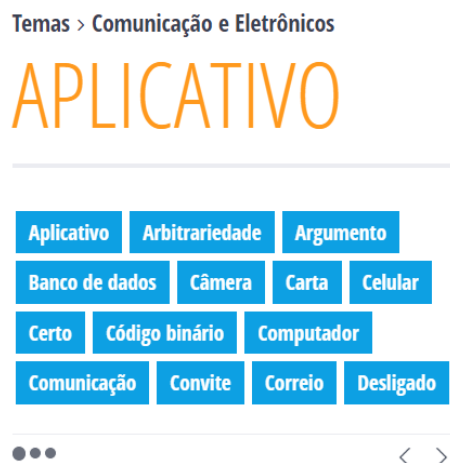 Temas > Comunicação e Eletrônicos
APLICATIVO
Aplicativo Arbitrariedade Argumento
Banco de dados Câmera Carta Celular
Certo Código binário Computador
Comunicação Convite Correio Desligado